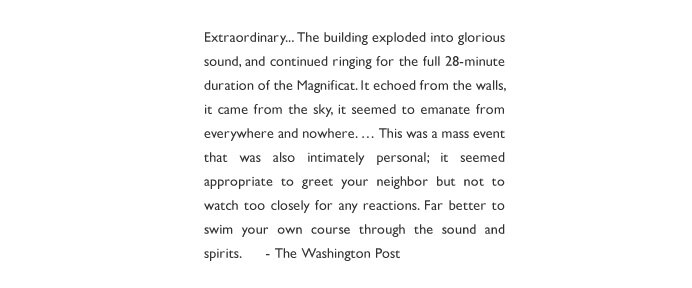 Extraordinary... The building exploded into glorious
sound, and continued ringing for the full 28-minute
duration of the Magnificat. It echoed from the walls,
it came from the sky, it seemed to emanate from
everywhere and nowhere. … This was a mass event
that was also intimately personal; it seemed
appropriate to greet your neighbor but not to
watch too closely for any reactions. Far better to
swim your own course through the sound and
spirits. - The Washington Post